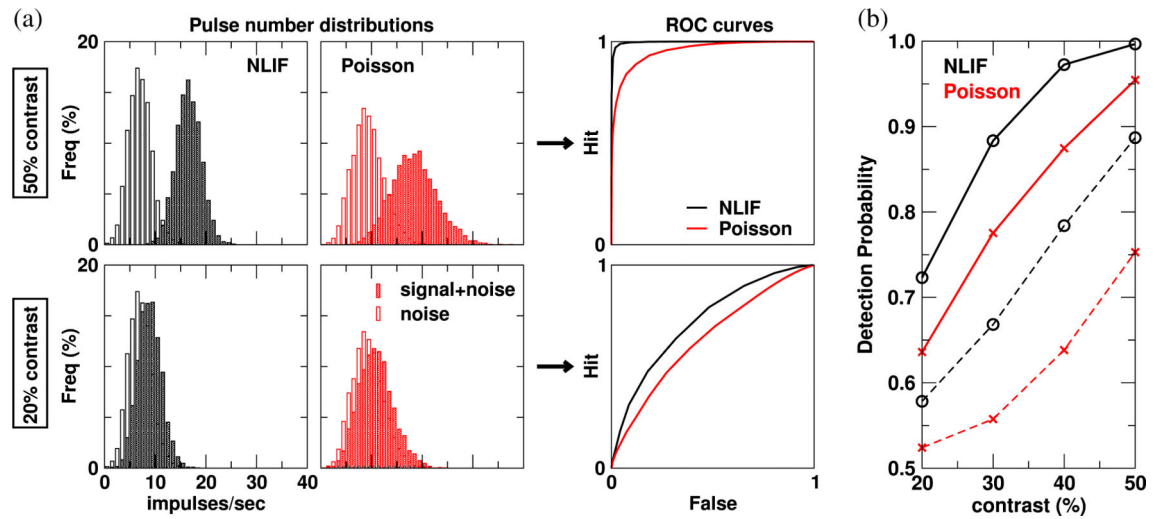 (a)
Pulse number distributions
ROC curves
50% contrast
Freq (%)
20
10
0
NLIF
Poisson
Hit
1
0
NLIF
Poisson
20% contrast
Freq (%)
20
10
0
signal+noise
noise
Hit
1
0
0 10 20 30 40
impulses/sec
0 1
False
(b)
Detection Probability
1.0
0.9
0.8
0.7
0.6
0.5
NLIF
Poisson
20 30 40 50
contrast (%)